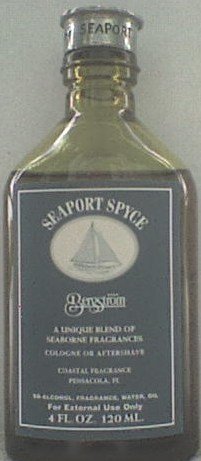 SEAPORT
SEAPORT SPYCE
Bergström
A UNIQUE BLEND OF
SEABORNE FRAGRANCES
COLOGNE OR AFTERSHAVE
COASTAL FRAGRANCE
PENSACOLA, FL
SD ALCOHOL, FRAGRANCE, WATER, OIL
For External Use Only
4 FL OZ. 120 ML.